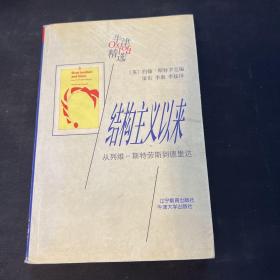 牛津
OXFORD
精选
[英] 约翰·斯特罗克编
渠东 李康 李猛译
结构主义以来
从列维-斯特劳斯到德里达
辽宁教育出版社
牛津大学出版社